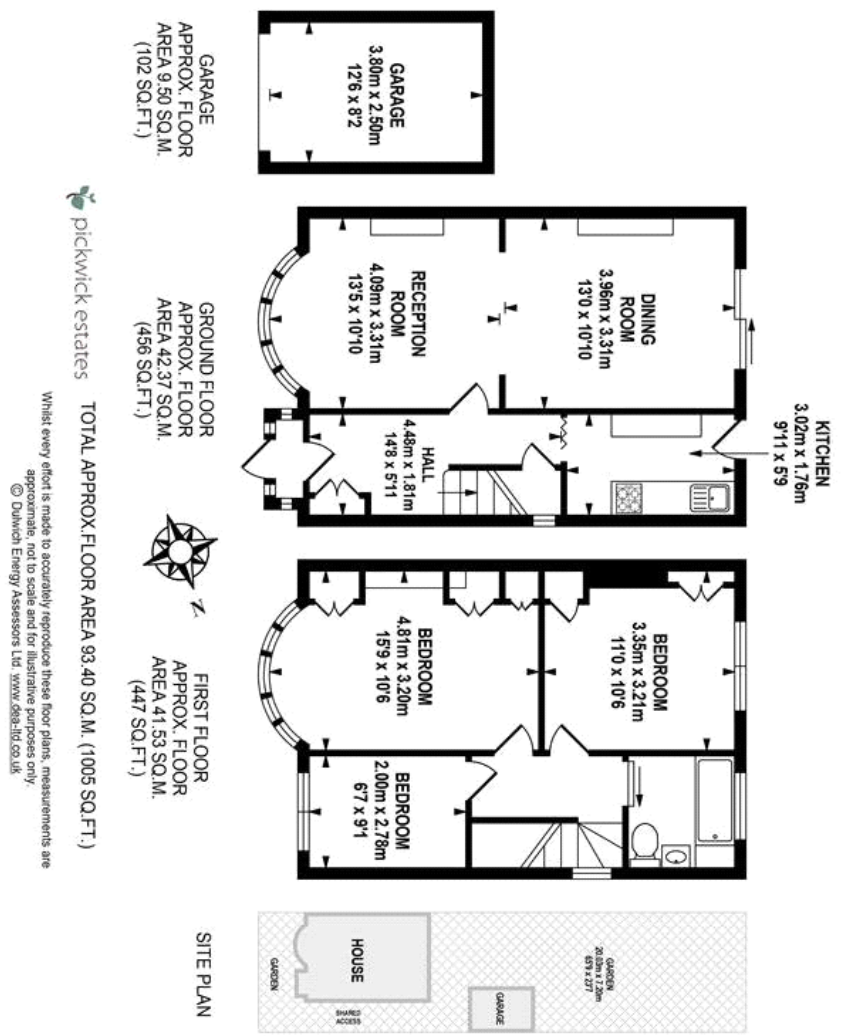 GARAGE
3.80m x 2.50m
12'6 x 8'2
GARAGE
APPROX. FLOOR
AREA 9.50 SQ.M.
(102 SQ.FT.)
DINING
ROOM
3.96m x 3.31m
13'0 x 10'10
RECEPTION
ROOM
4.09m x 3.31m
13'5 x 10'10
KITCHEN
3.02m x 1.76m
9'11 x 5'9
HALL
4.48m x 1.81m
14'8 x 5'11
GROUND FLOOR
APPROX. FLOOR
AREA 42.37 SQ.M.
(456 SQ.FT.)
BEDROOM
3.35m x 3.21m
11'0 x 10'6
BEDROOM
4.81m x 3.20m
15'9 x 10'6
BEDROOM
2.00m x 2.78m
6'7 x 9'1
FIRST FLOOR
APPROX. FLOOR
AREA 41.53 SQ.M.
(447 SQ.FT.)
GARDEN
20.03m x 7.20m
65'9 x 23'7
GARAGE
HOUSE
SHARED
ACCESS
GARDEN
SITE PLAN
N
pickwick estates
TOTAL APPROX.FLOOR AREA 93.40 SQ.M. (1005 SQ.FT.)
Whilst every effort is made to accurately reproduce these floor plans, measurements are
approximate, not to scale and for illustrative purposes only.
© Dulwich Energy Assessors Ltd. www.dea-ltd.co.uk